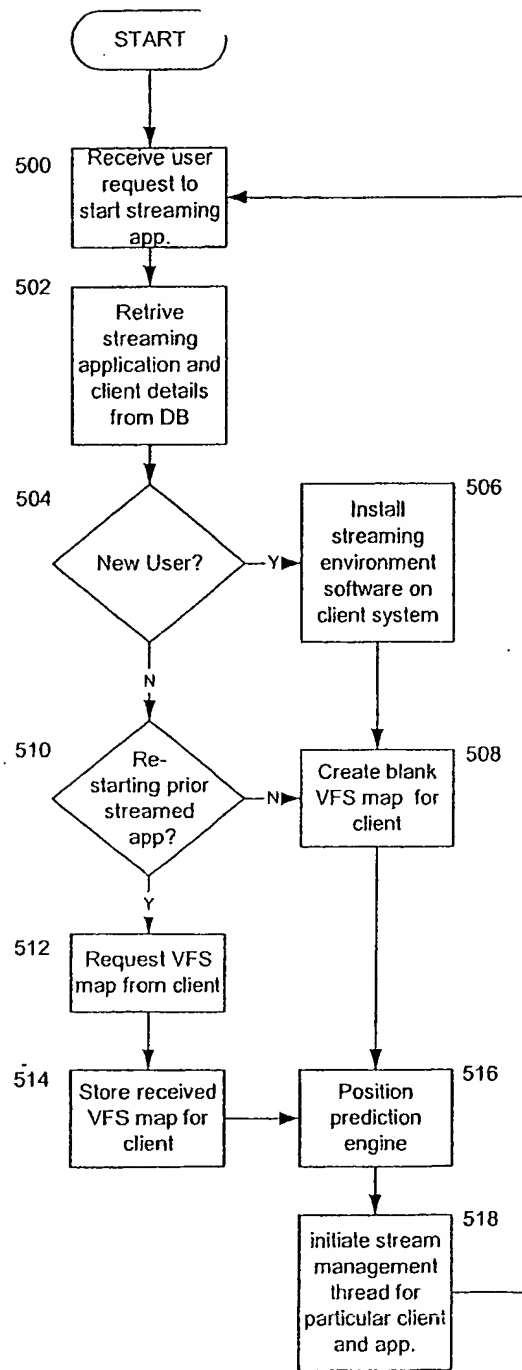 START
500
Receive user
request to
start streaming
app.
502
Retrive
streaming
application and
client details
from DB
504
New User?
Y
506
Install
streaming
environment
software on
client system
N
510
Re-
starting prior
streamed
app?
N
508
Create blank
VFS map for
client
Y
512
Request VFS
map from client
514
Store received
VFS map for
client
516
Position
prediction
engine
518
initiate stream
management
thread for
particular client
and app.